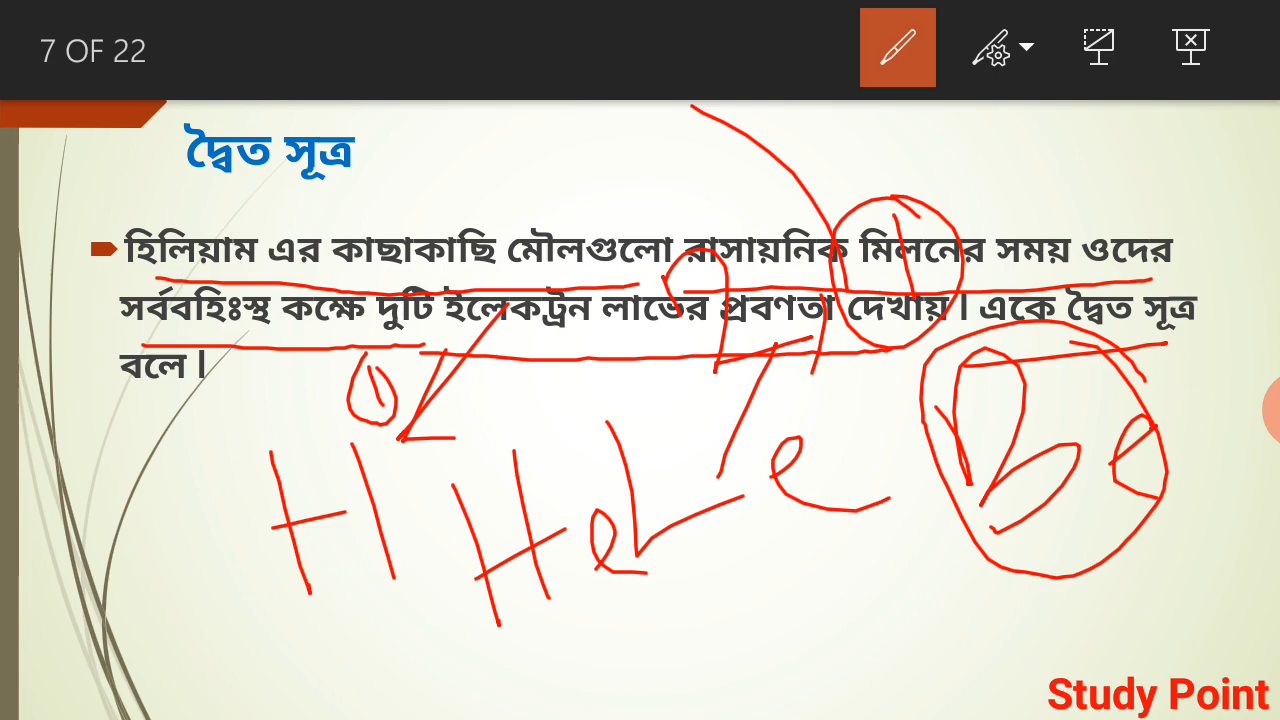 7 OF 22
দ্বৈত সূত্র
হিলিয়াম এর কাছাকাছি মৌলগুলো রাসায়নিক মিলনের সময় ওদের
সর্ববহিঃস্থ কক্ষে দুটি ইলেকট্রন লাভের প্রবণতা দেখায় । একে দ্বৈত সূত্র
বলে ।
H He Be
Study Point